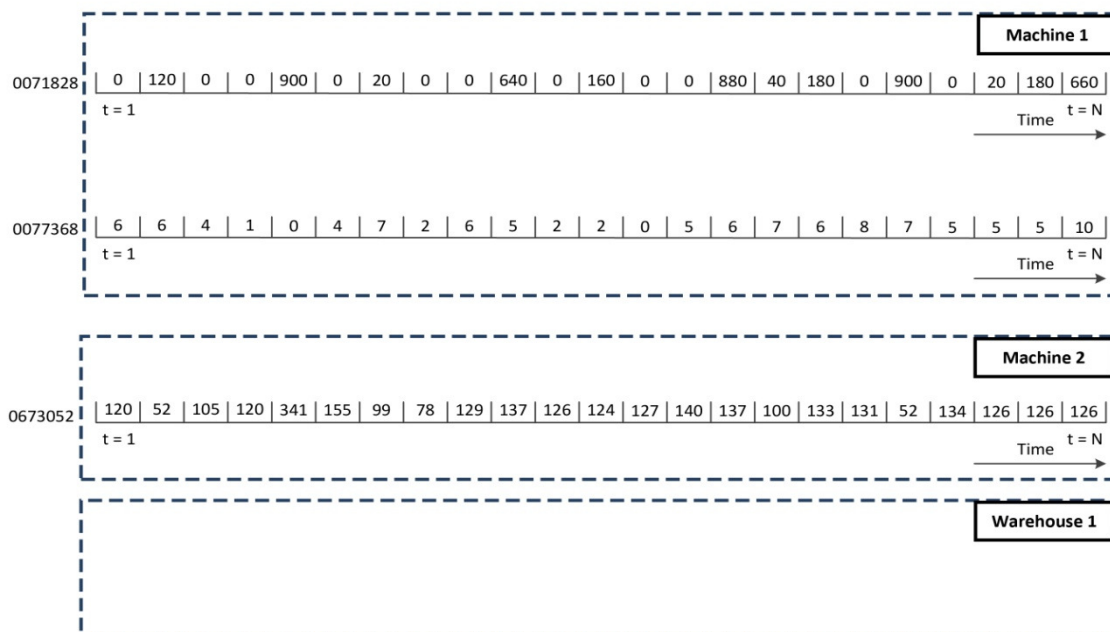 Machine 1
0071828 0 120 0 0 900 0 20 0 0 640 0 160 0 0 880 40 180 0 900 0 20 180 660
t = 1 t = N
Time
0077368 6 6 4 1 0 4 7 2 6 5 2 2 0 5 6 7 6 8 7 5 5 5 10
t = 1 t = N
Time
Machine 2
0673052 120 52 105 120 341 155 99 78 129 137 126 124 127 140 137 100 133 131 52 134 126 126 126
t = 1 t = N
Time
Warehouse 1